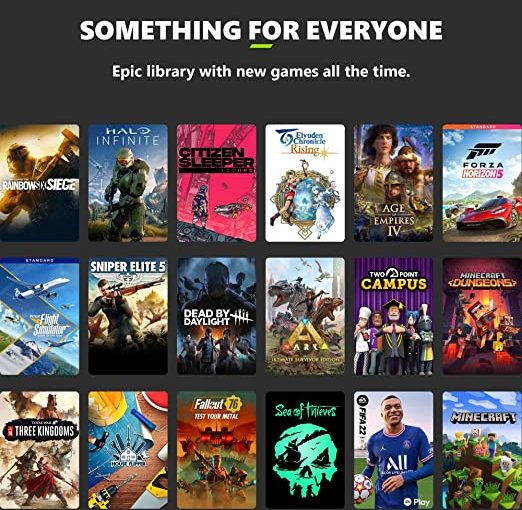 SOMETHING FOR EVERYONE
Epic library with new games all the time.
RAINBOW SIX SIEGE
HALO
INFINITE
CITIZEN
SLEEPER
Eiyuden
Chronicle
Rising
AGE
OF
EMPIRES
IV
STANDARD
FORZA
HORIZON 5
STANDARD
Flight
Simulator
SNIPER ELITE 5
DEAD BY
DAYLIGHT
ARK
ULTIMATE SURVIVOR EDITION
TWO POINT
CAMPUS
MINECRAFT
DUNGEONS
TOTAL WAR
THREE KINGDOMS
HOUSE FLIPPER
Fallout 76
TEST YOUR METAL
Sea of Thieves
EA
FIFA 22
ALL
EA Play
MINECRAFT